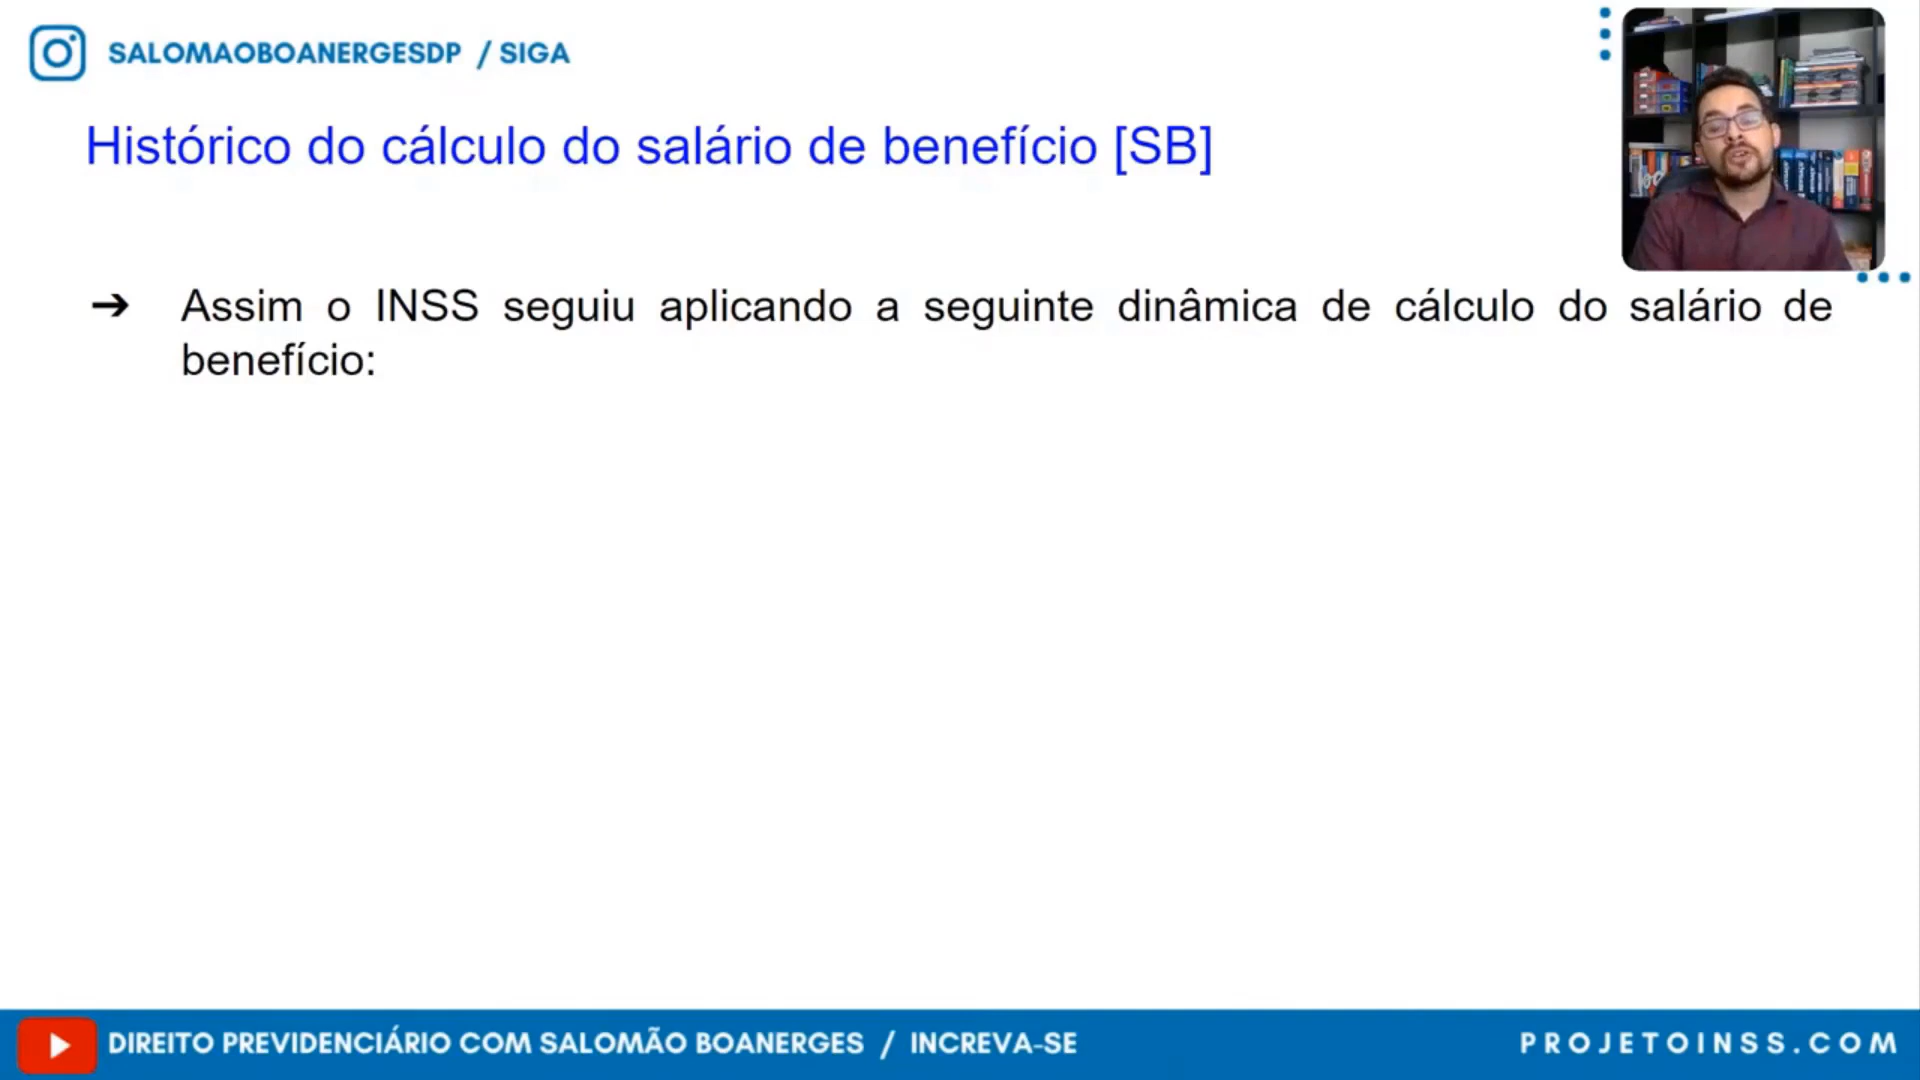 SALOMAOBOANERGESDP / SIGA
Histórico do cálculo do salário de benefício [SB]
➔ Assim o INSS seguiu aplicando a seguinte dinâmica de cálculo do salário de
benefício:
DIREITO PREVIDENCIÁRIO COM SALOMÃO BOANERGES / INCREVA-SE
PROJETOINSS.COM